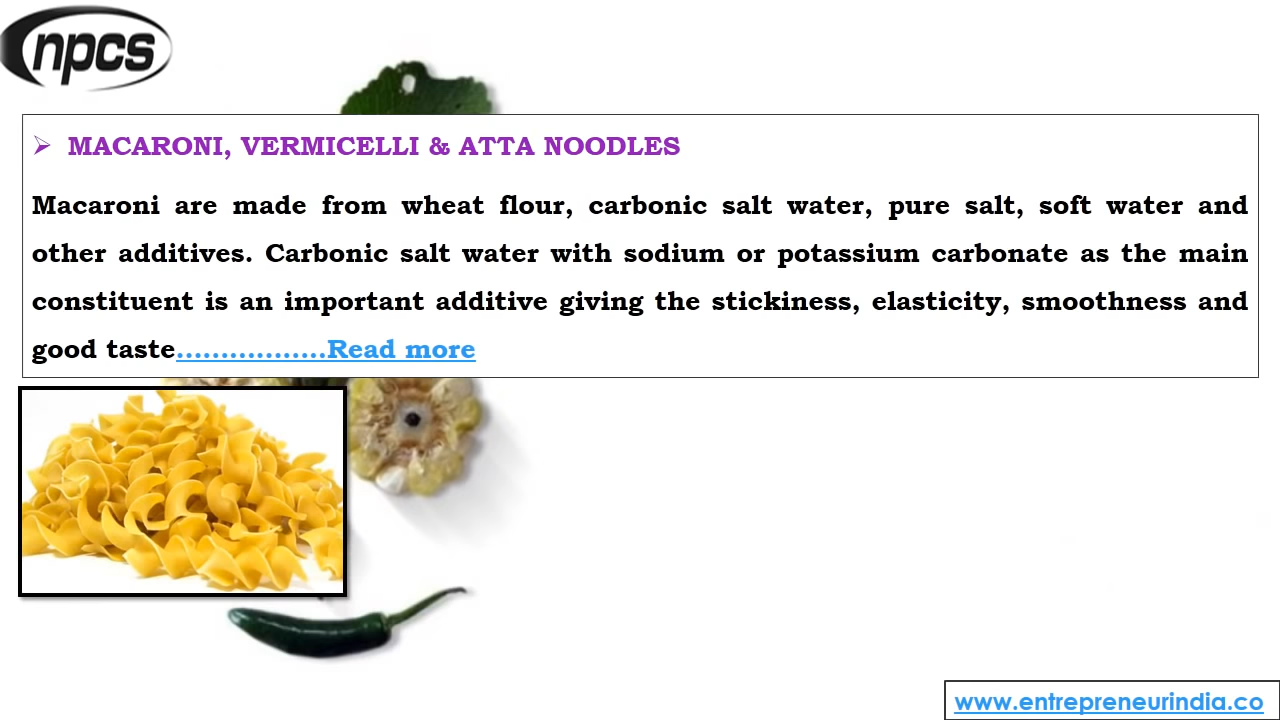 npcs
MACARONI, VERMICELLI & ATTA NOODLES
Macaroni are made from wheat flour, carbonic salt water, pure salt, soft water and
other additives. Carbonic salt water with sodium or potassium carbonate as the main
constituent is an important additive giving the stickiness, elasticity, smoothness and
good taste.................Read more
www.entrepreneurindia.co